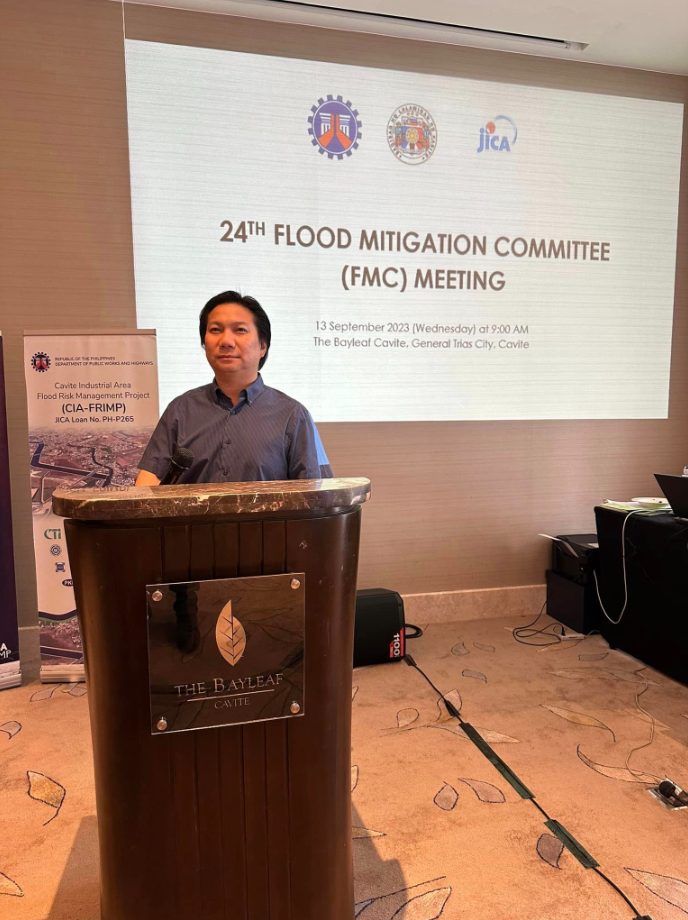 JICA
24TH FLOOD MITIGATION COMMITTEE
(FMC) MEETING
13 September 2023 (Wednesday) at 9:00 AM
The Bayleaf Cavite, General Trias City, Cavite
REPUBLIC OF THE PHILIPPINES
DEPARTMENT OF PUBLIC WORKS AND HIGHWAYS
Cavite Industrial Area
Flood Risk Management Project
(CIA-FRIMP)
JICA Loan No. PH-P265
CTi
THE BAYLEAF
CAVITE
1100